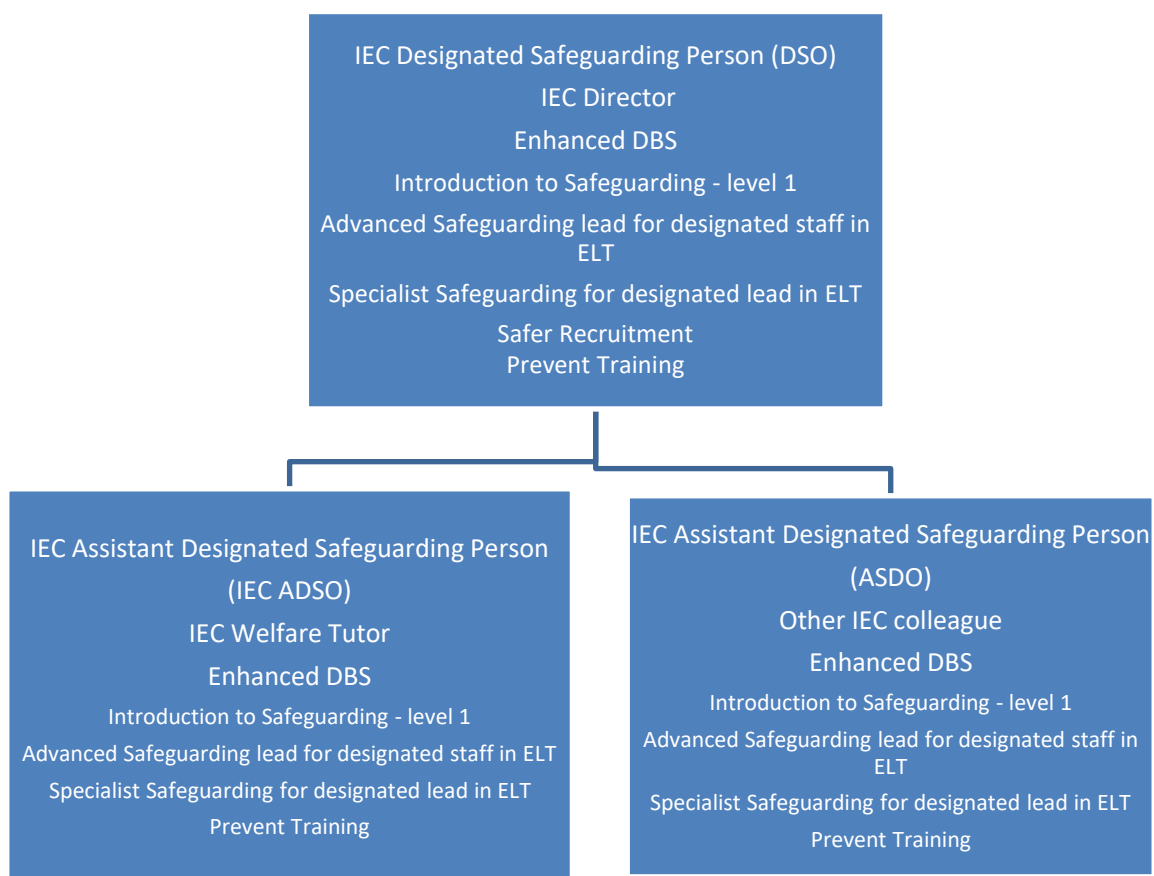 IEC Designated Safeguarding Person (DSO)
IEC Director
Enhanced DBS
Introduction to Safeguarding - level 1
Advanced Safeguarding lead for designated staff in
ELT
Specialist Safeguarding for designated lead in ELT
Safer Recruitment
Prevent Training
IEC Assistant Designated Safeguarding Person
(IEC ADSO)
IEC Welfare Tutor
Enhanced DBS
Introduction to Safeguarding - level 1
Advanced Safeguarding lead for designated staff in ELT
Specialist Safeguarding for designated lead in ELT
Prevent Training
IEC Assistant Designated Safeguarding Person
(ASDO)
Other IEC colleague
Enhanced DBS
Introduction to Safeguarding - level 1
Advanced Safeguarding lead for designated staff in
ELT
Specialist Safeguarding for designated lead in ELT
Prevent Training